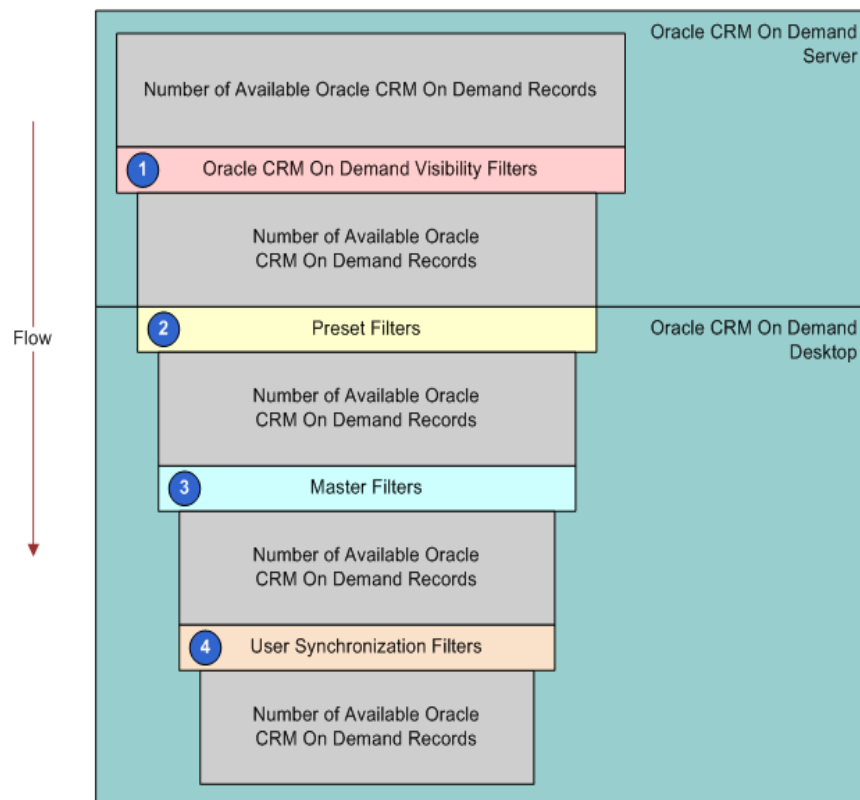 Oracle CRM On Demand
Server
Number of Available Oracle CRM On Demand Records
1
Oracle CRM On Demand Visibility Filters
Number of Available Oracle
CRM On Demand Records
2
Preset Filters
Oracle CRM On Demand
Desktop
Flow
Number of Available Oracle
CRM On Demand Records
3
Master Filters
Number of Available Oracle
CRM On Demand Records
4
User Synchronization Filters
Number of Available Oracle
CRM On Demand Records